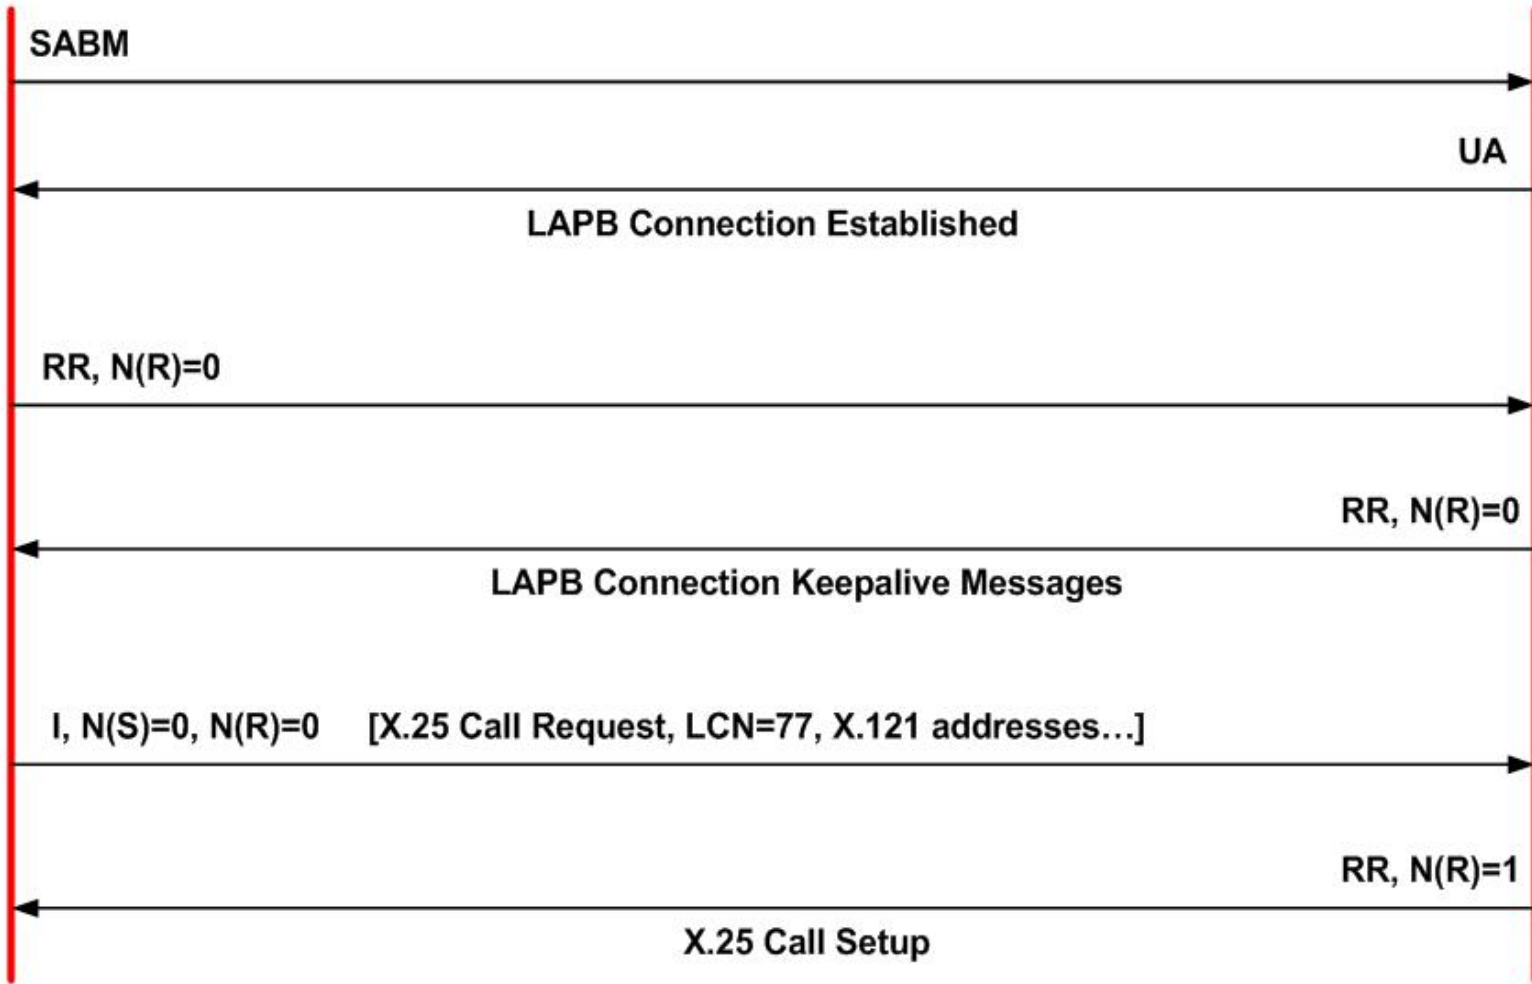 SABM
UA
LAPB Connection Established
RR, N(R)=0
RR, N(R)=0
LAPB Connection Keepalive Messages
I, N(S)=0, N(R)=0 [X.25 Call Request, LCN=77, X.121 addresses…]
RR, N(R)=1
X.25 Call Setup